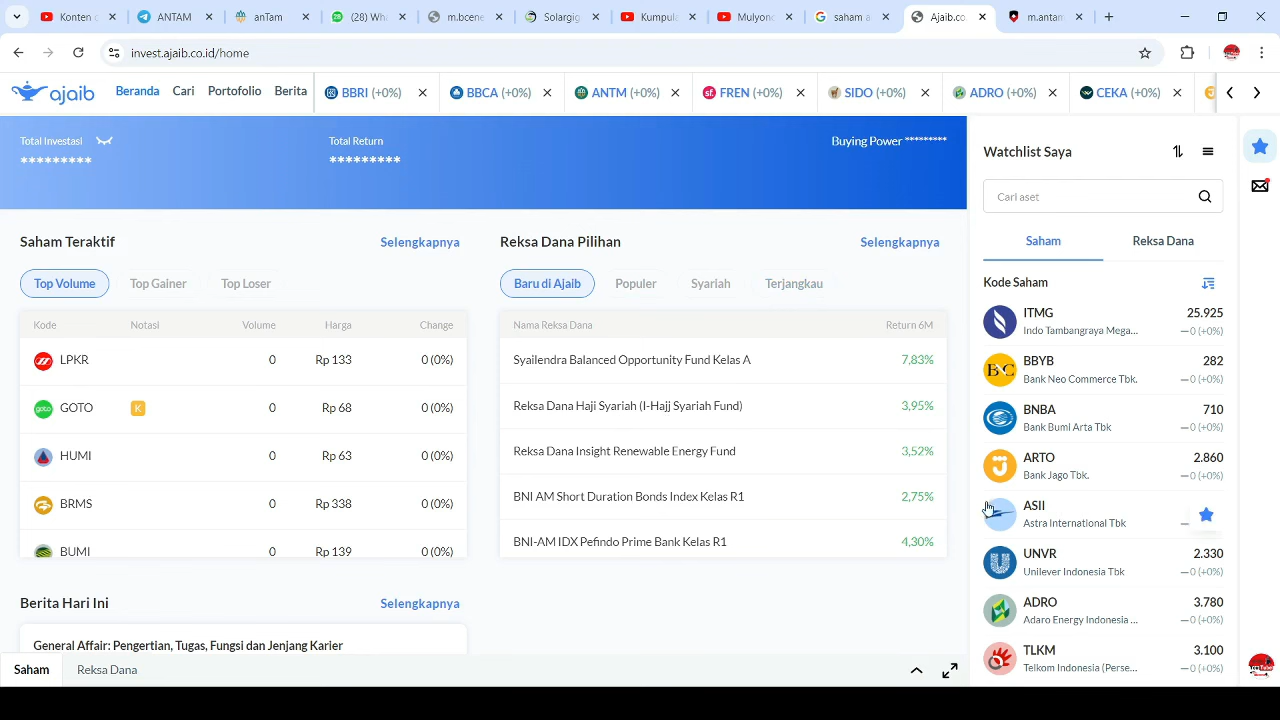 Konten
ANTAM
anTam
(28) Wha
m.bcem
Solargig
Kumpul
Mulyon
saham a
Ajaib.co
m.antam
invest.ajaib.co.id/home
ajaib
Beranda Cari Portofolio Berita
BBRI (+0%) BBCA (+0%) ANTM (+0%) FREN (+0%) SIDO (+0%) ADRO (+0%) CEKA (+0%)
Total Investasi
*********
Total Return
*********
Buying Power *********
Saham Teraktif
Selengkapnya
Top Volume Top Gainer Top Loser
Kode Notasi Volume Harga Change
LPKR 0 Rp 133 0 (0%)
GOTO K 0 Rp 68 0 (0%)
HUMI 0 Rp 63 0 (0%)
BRMS 0 Rp 338 0 (0%)
BUMI 0 Rp 139 0 (0%)
Reksa Dana Pilihan
Selengkapnya
Baru di Ajaib Populer Syariah Terjangkau
Nama Reksa Dana Return 6M
Syailendra Balanced Opportunity Fund Kelas A 7,83%
Reksa Dana Haji Syariah (I-Hajj Syariah Fund) 3,95%
Reksa Dana Insight Renewable Energy Fund 3,52%
BNI AM Short Duration Bonds Index Kelas R1 2,75%
BNI-AM IDX Pefindo Prime Bank Kelas R1 4,30%
Berita Hari Ini
Selengkapnya
General Affair: Pengertian, Tugas, Fungsi dan Jenjang Karier
Saham Reksa Dana
Watchlist Saya
Cari aset
Saham Reksa Dana
Kode Saham
ITMG 25.925
Indo Tambangraya Mega... —0 (+0%)
BBYB 282
Bank Neo Commerce Tbk. —0 (+0%)
BNBA 710
Bank Bumi Arta Tbk —0 (+0%)
ARTO 2.860
Bank Jago Tbk. —0 (+0%)
ASII
Astra International Tbk
UNVR 2.330
Unilever Indonesia Tbk —0 (+0%)
ADRO 3.780
Adaro Energy Indonesia ... —0 (+0%)
TLKM 3.100
Telkom Indonesia (Perse... —0 (+0%)